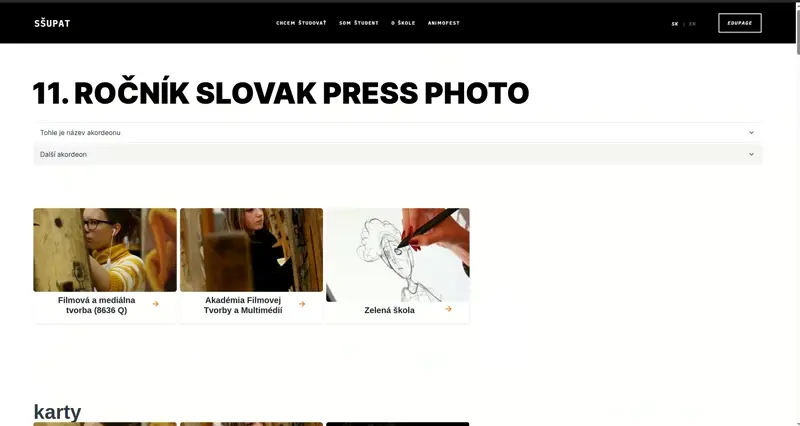 SŠUPAT
CHCEM ŠTUDOVAŤ SOM ŠTUDENT O ŠKOLE ANIMOFEST
SK | EN
EDUPAGE
11. ROČNÍK SLOVAK PRESS PHOTO
Tohle je název akordeonu
Další akordeon
Filmová a mediálna
tvorba (8636 Q)
Akadémia Filmovej
Tvorby a Multimédií
Zelená škola
karty